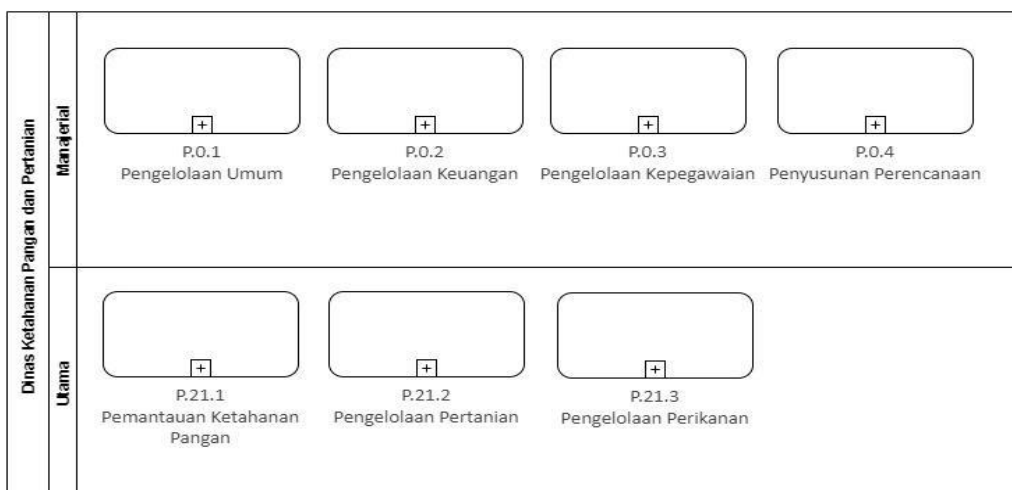 Dinas Ketahanan Pangan dan Pertanian
Manajerial
P.0.1
Pengelolaan Umum
P.0.2
Pengelolaan Keuangan
P.0.3
Pengelolaan Kepegawaian
P.0.4
Penyusunan Perencanaan
Utama
P.21.1
Pemantauan Ketahanan
Pangan
P.21.2
Pengelolaan Pertanian
P.21.3
Pengelolaan Perikanan